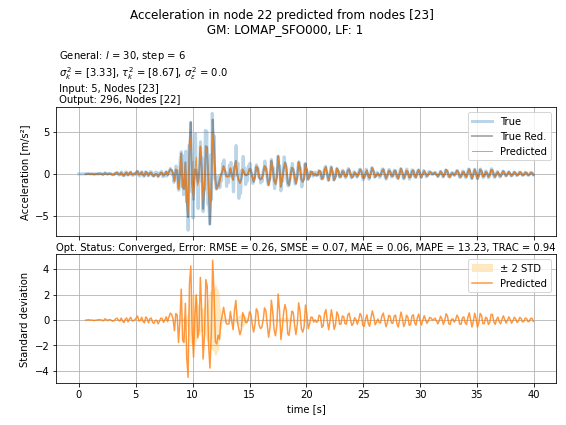 Acceleration in node 22 predicted from nodes [23]
GM: LOMAP_SFO000, LF: 1
General: l = 30, step = 6
σ²ₖ = [3.33], τ²ₖ = [8.67], σ²ε = 0.0
Input: 5, Nodes [23]
Output: 296, Nodes [22]
Acceleration [m/s²]
5
0
−5
True
True Red.
Predicted
Opt. Status: Converged, Error: RMSE = 0.26, SMSE = 0.07, MAE = 0.06, MAPE = 13.23, TRAC = 0.94
Standard deviation
4
2
0
−2
−4
± 2 STD
Predicted
0 5 10 15 20 25 30 35 40
time [s]